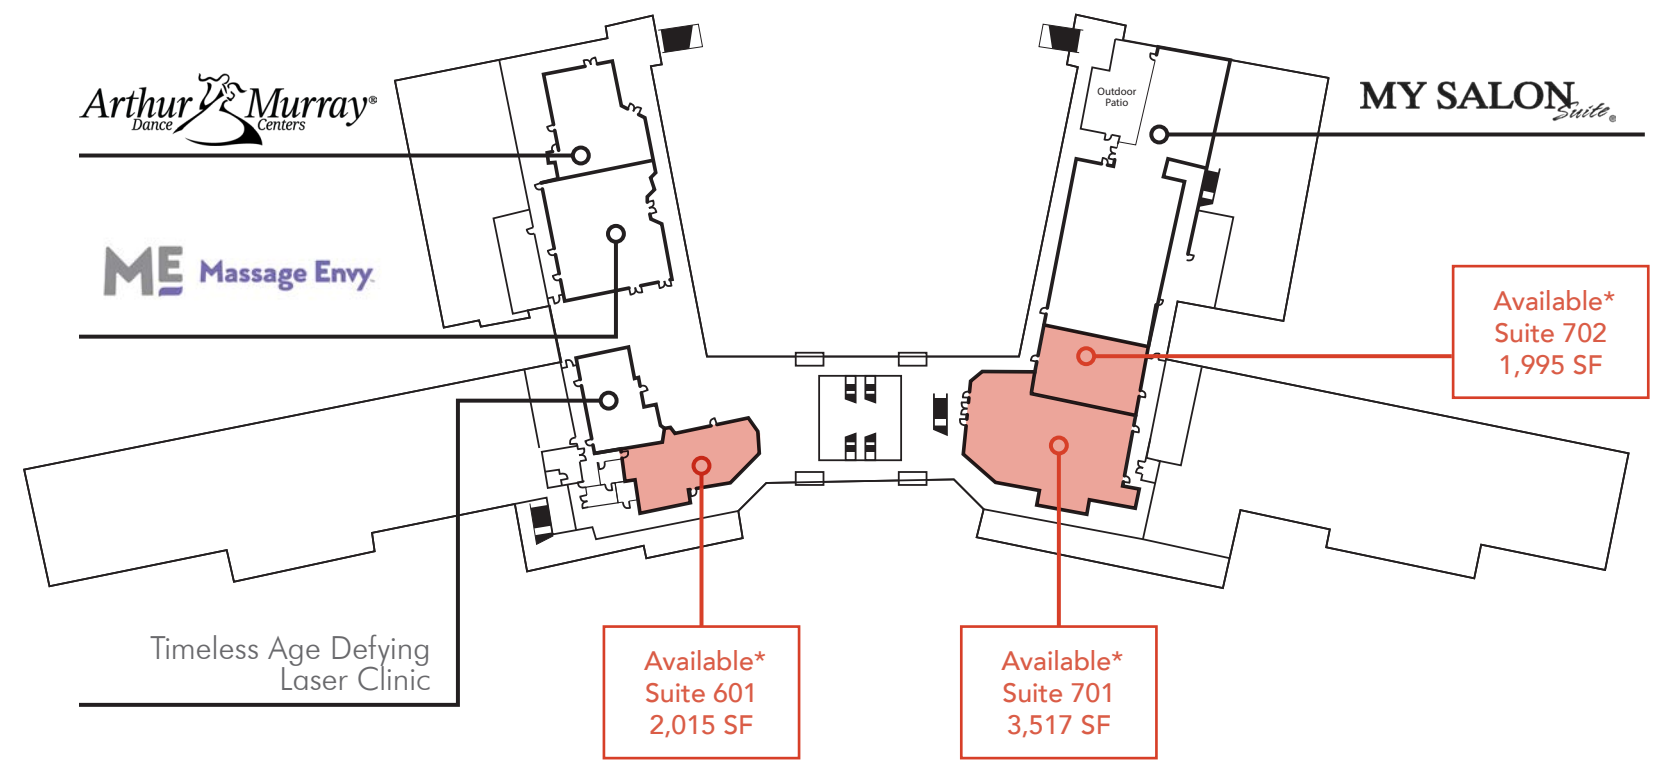 Arthur Murray®
Dance Centers
Outdoor
Patio
MY SALON
Suite®
ME Massage Envy
Available*
Suite 702
1,995 SF
Timeless Age Defying
Laser Clinic
Available*
Suite 601
2,015 SF
Available*
Suite 701
3,517 SF